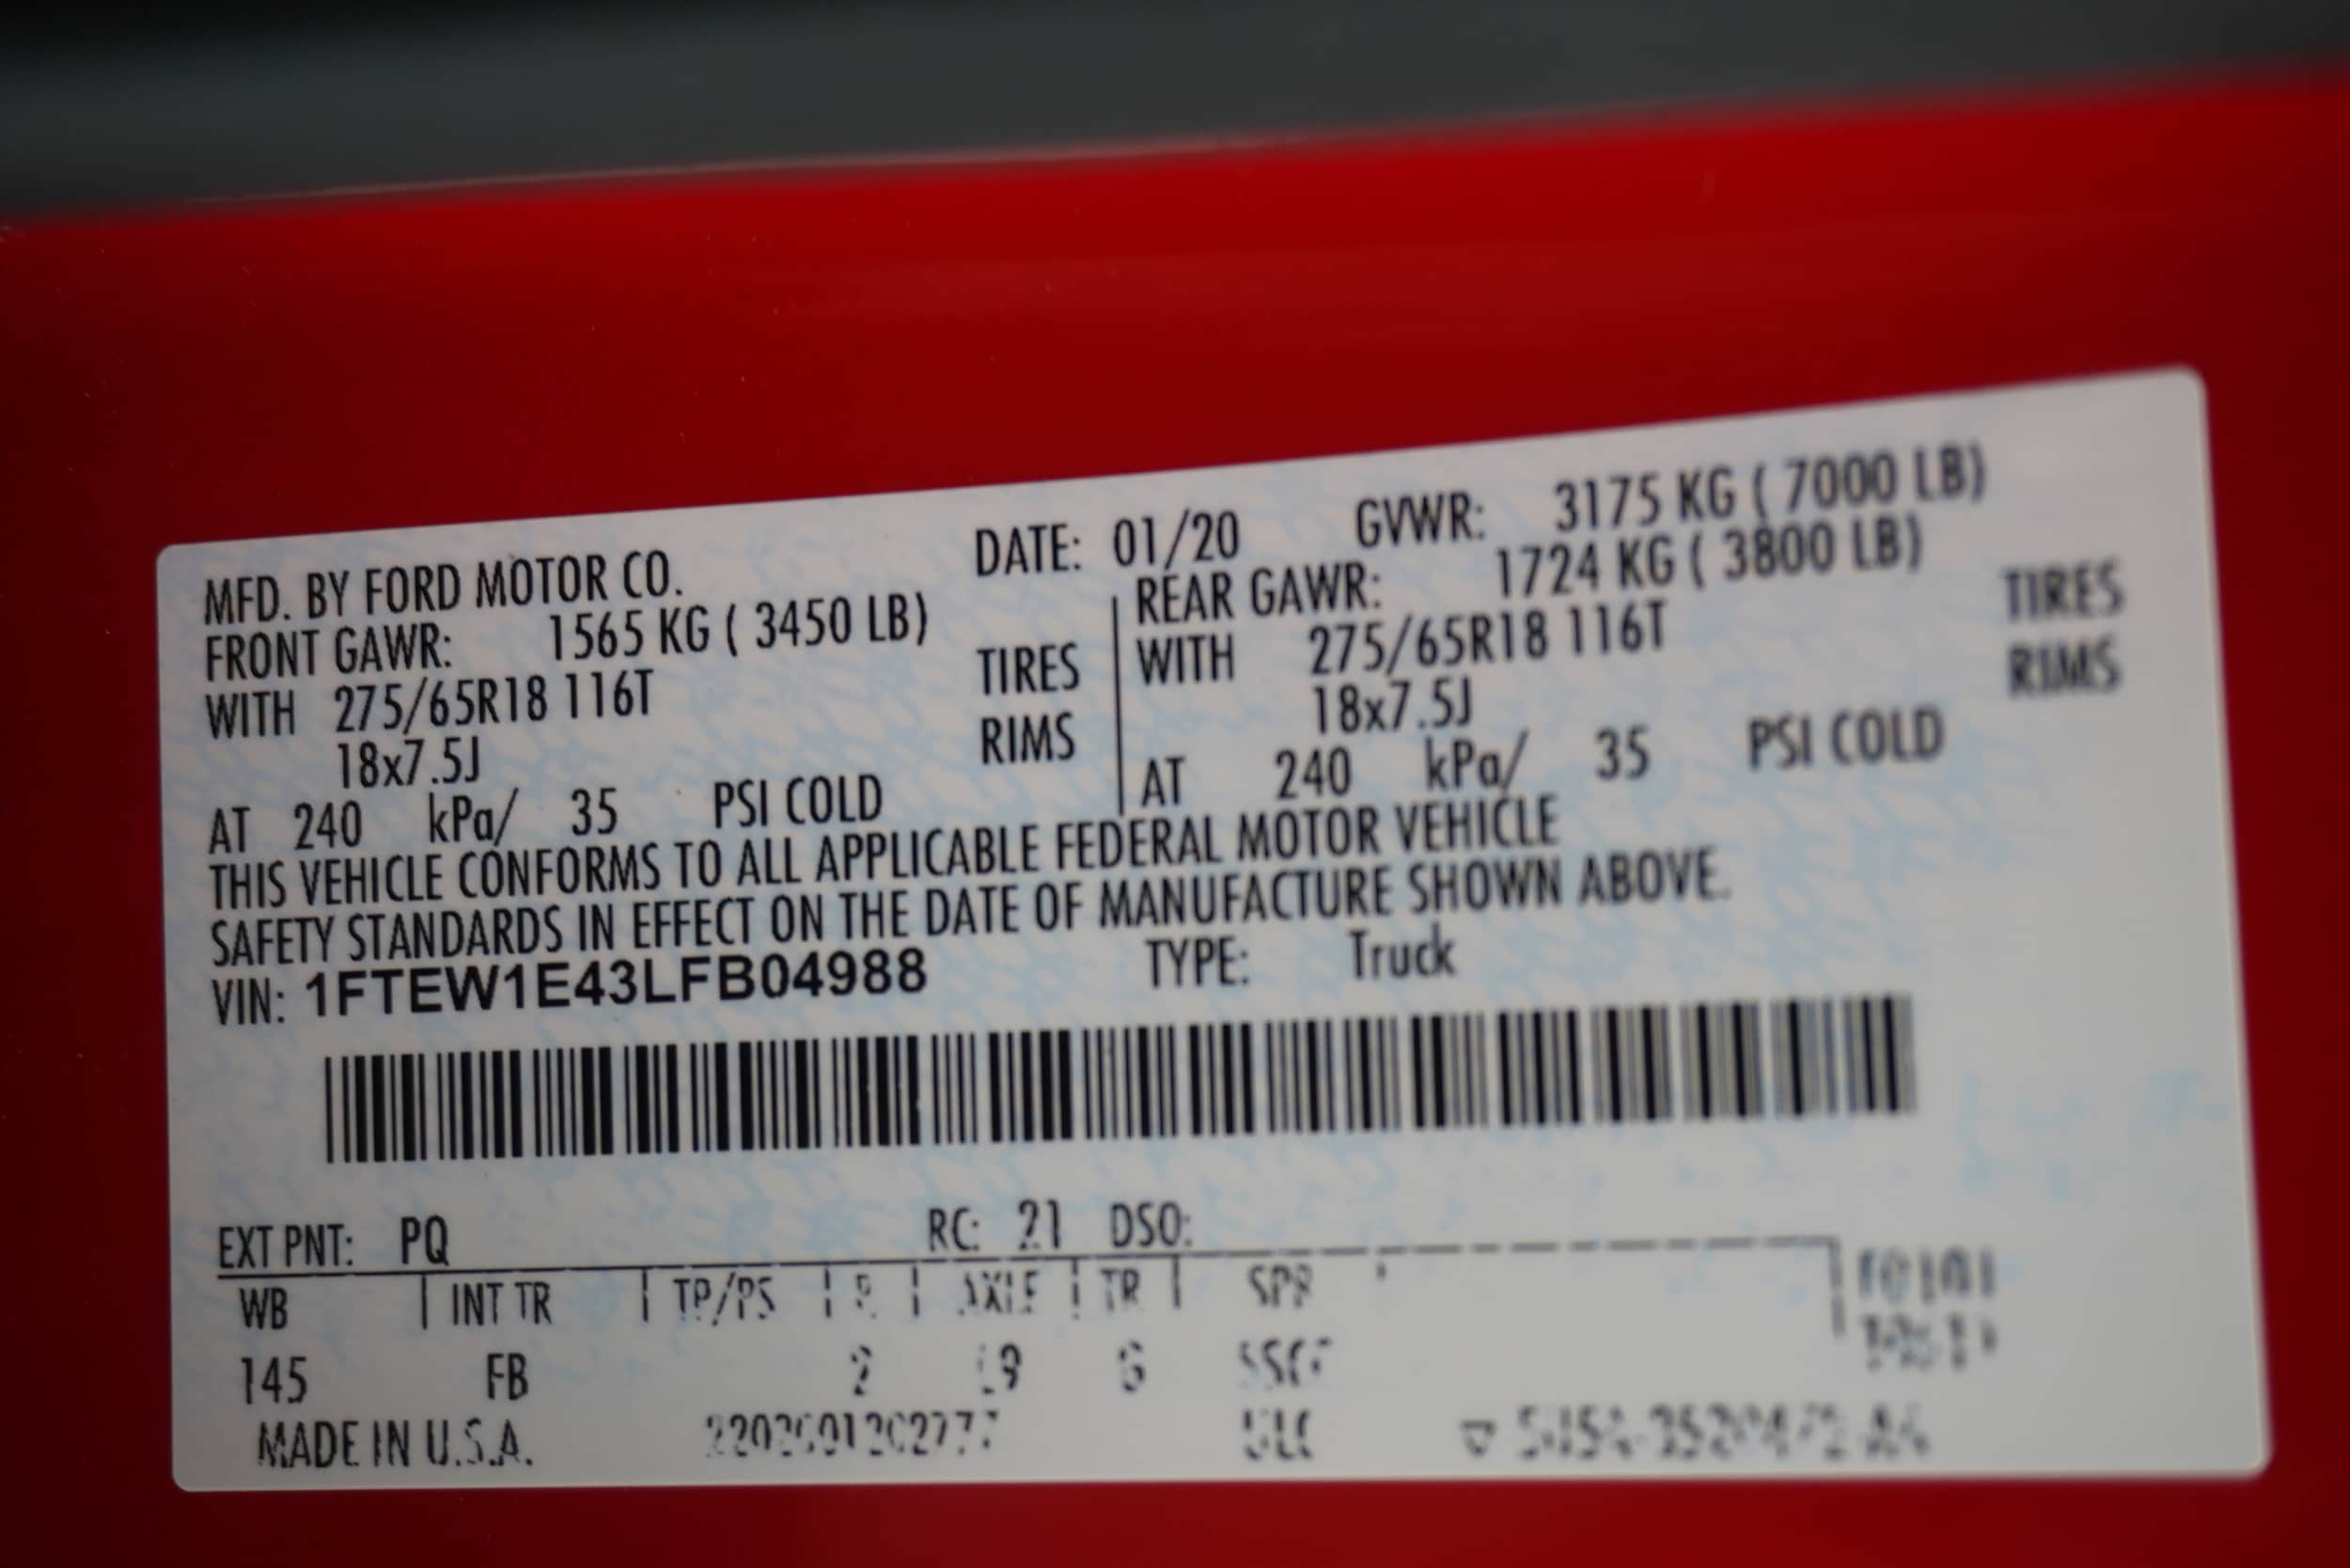 MFD. BY FORD MOTOR CO. DATE: 01/20 GVWR: 3175 KG ( 7000 LB)
FRONT GAWR: 1565 KG ( 3450 LB) REAR GAWR: 1724 KG ( 3800 LB)
WITH 275/65R18 116T TIRES WITH 275/65R18 116T TIRES
18x7.5J RIMS 18x7.5J RIMS
AT 240 kPa/ 35 PSI COLD AT 240 kPa/ 35 PSI COLD
THIS VEHICLE CONFORMS TO ALL APPLICABLE FEDERAL MOTOR VEHICLE
SAFETY STANDARDS IN EFFECT ON THE DATE OF MANUFACTURE SHOWN ABOVE.
VIN: 1FTEW1E43LFB04988 TYPE: Truck
EXT PNT: PQ RC: 21 DSO:
WB INT TR TP/PS R AXLE TR SPR
145 FB
MADE IN U.S.A.